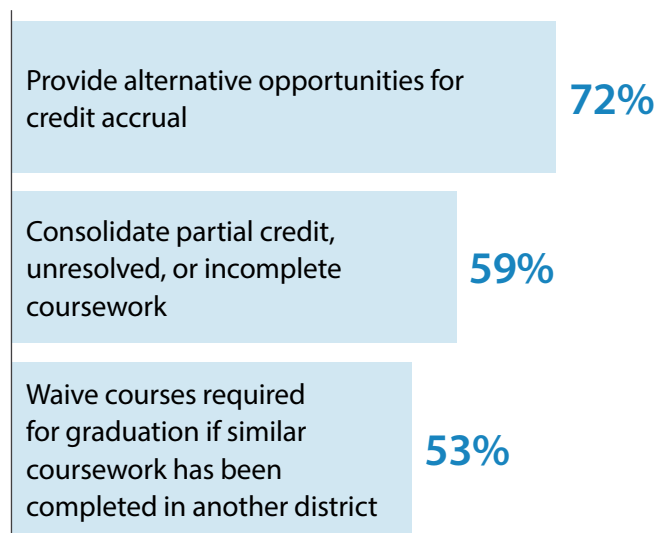 Provide alternative opportunities for
credit accrual
72%
Consolidate partial credit,
unresolved, or incomplete
coursework
59%
Waive courses required
for graduation if similar
coursework has been
completed in another district
53%